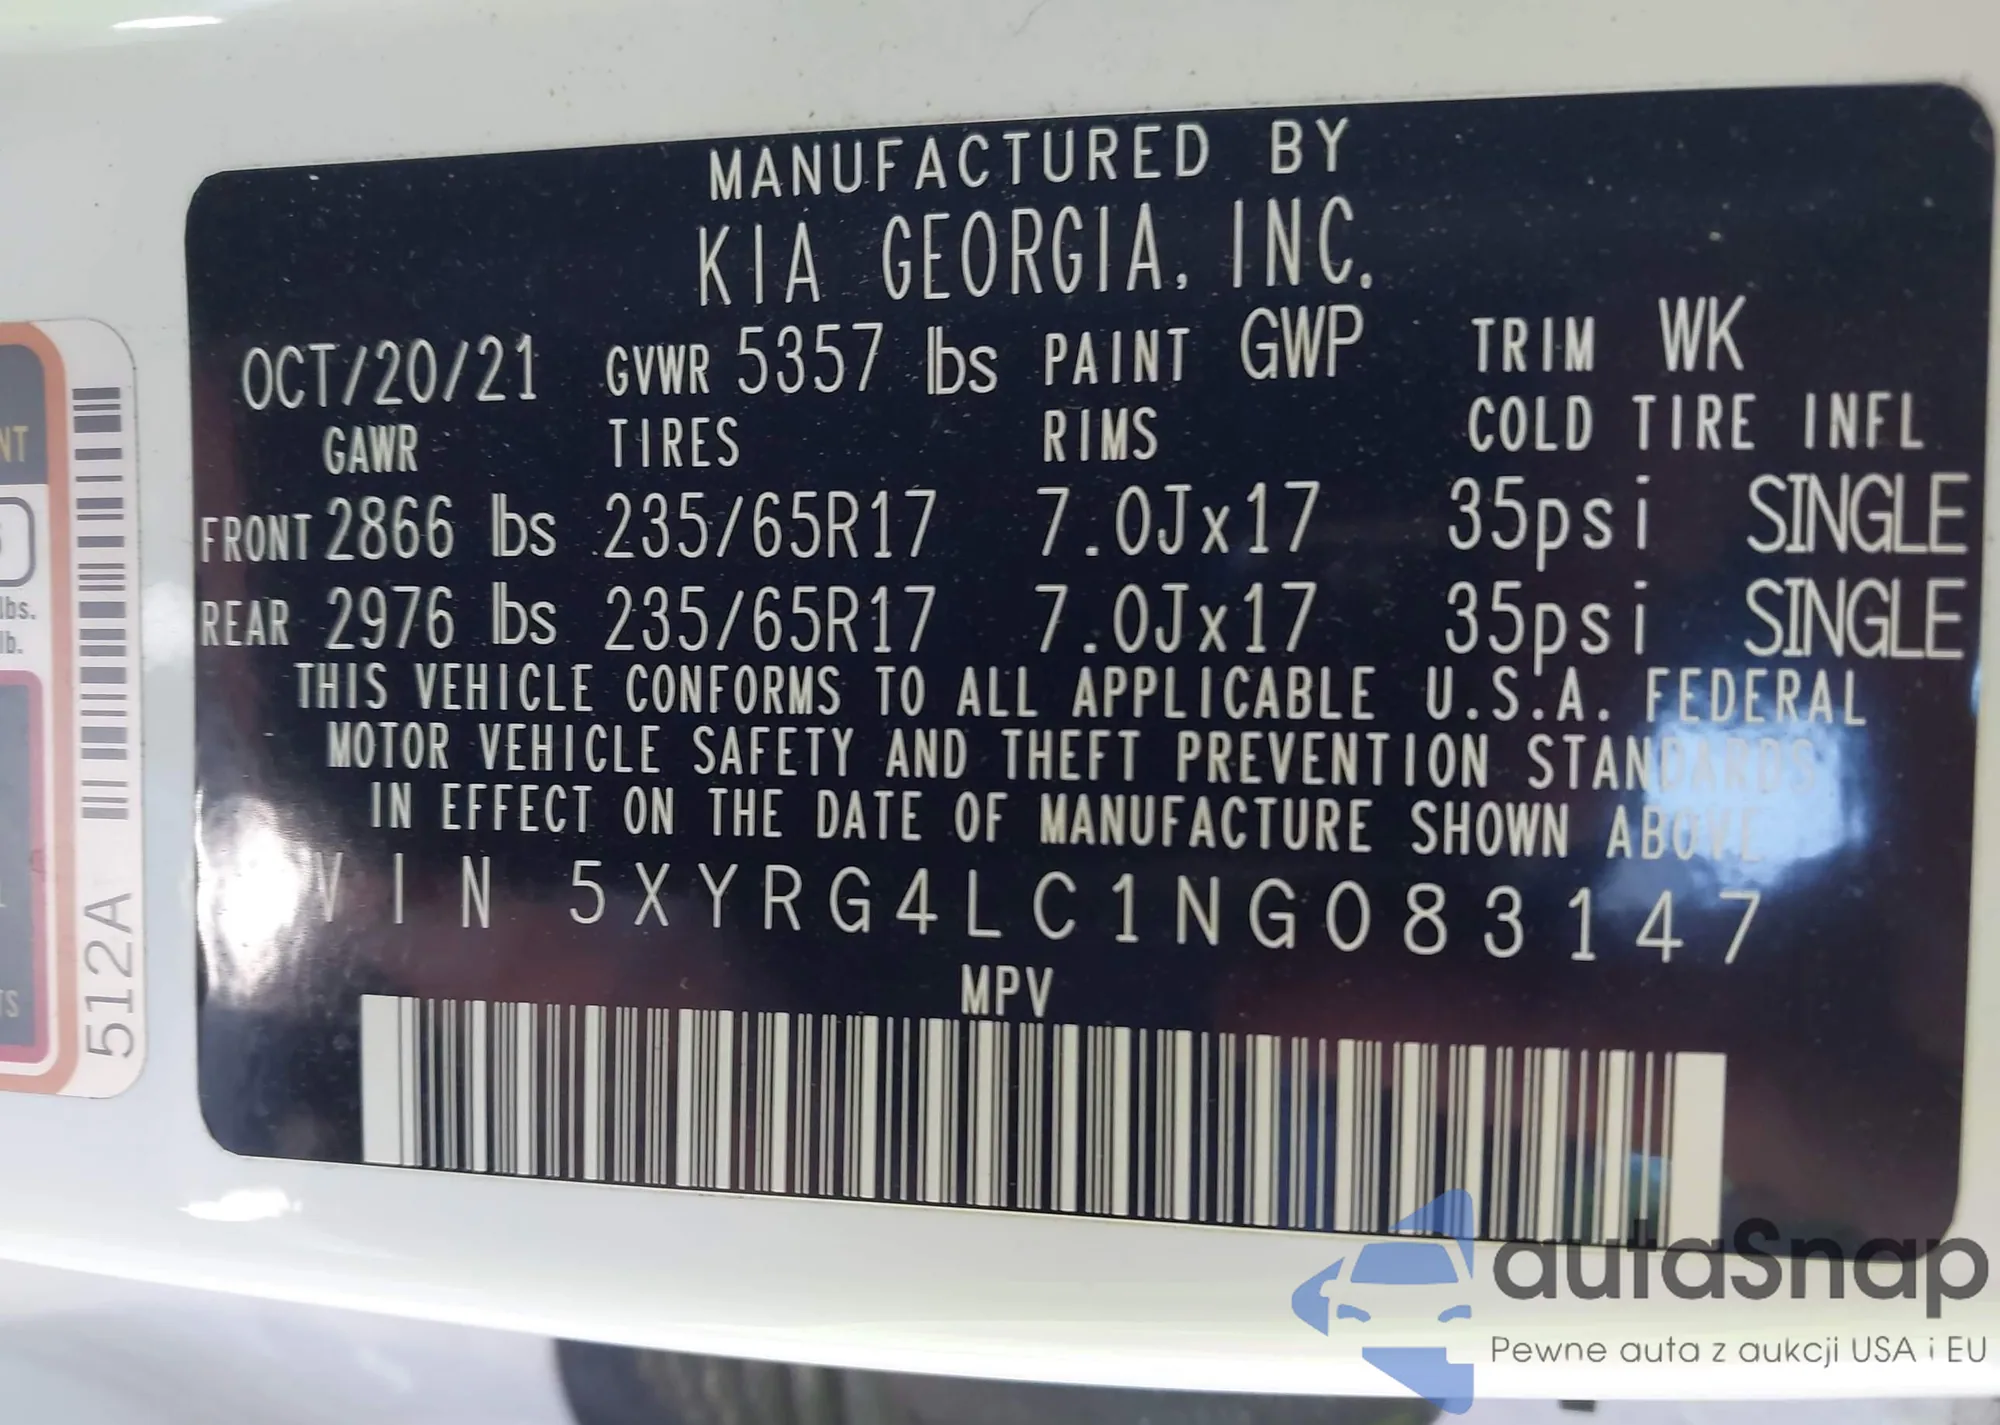 MANUFACTURED BY
KIA GEORGIA, INC.
OCT/20/21 GVWR 5357 lbs PAINT GWP TRIM WK
GAWR TIRES RIMS COLD TIRE INFL
FRONT 2866 lbs 235/65R17 7.0Jx17 35psi SINGLE
REAR 2976 lbs 235/65R17 7.0Jx17 35psi SINGLE
THIS VEHICLE CONFORMS TO ALL APPLICABLE U.S.A. FEDERAL
MOTOR VEHICLE SAFETY AND THEFT PREVENTION STANDARDS
IN EFFECT ON THE DATE OF MANUFACTURE SHOWN ABOVE
VIN 5XYRG4LC1NG083147
MPV
512A
lbs.
lb.
autaSnap
Pewne auta z aukcji USA i EU